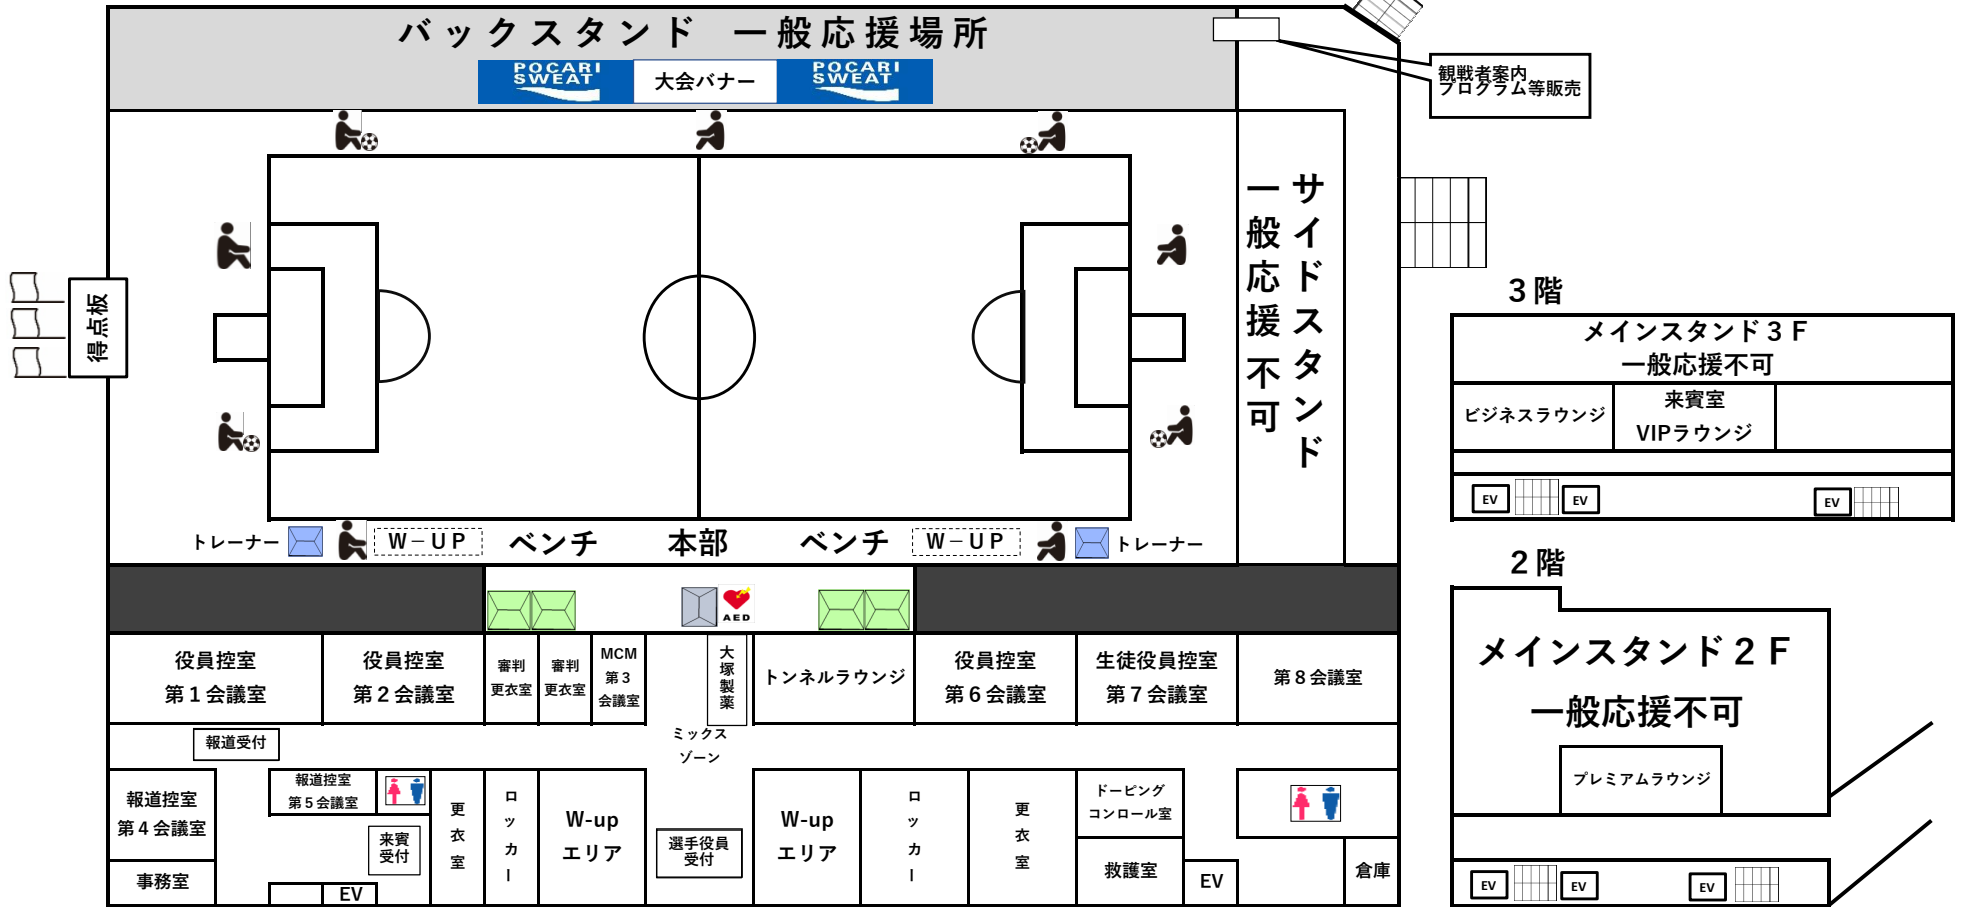 バックスタンド 一般応援場所
POCARI
SWEAT
大会バナー
POCARI
SWEAT
観戦者案内
プログラム等販売
サイドスタンド
一般応援不可
得点板
トレーナー
W－UP
ベンチ
本部
ベンチ
W－UP
トレーナー
AED
役員控室
第１会議室
役員控室
第２会議室
審判
更衣室
審判
更衣室
MCM
第３
会議室
大塚製薬
トンネルラウンジ
役員控室
第６会議室
生徒役員控室
第７会議室
第８会議室
報道受付
ミックス
ゾーン
報道控室
第４会議室
事務室
報道控室
第５会議室
来賓
受付
EV
更衣室
ロッカー
W-up
エリア
選手役員
受付
W-up
エリア
ロッカー
更衣室
ドーピング
コントロール室
救護室
EV
倉庫
３階
メインスタンド３Ｆ
一般応援不可
ビジネスラウンジ
来賓室
VIPラウンジ
EV
EV
EV
２階
メインスタンド２Ｆ
一般応援不可
プレミアムラウンジ
EV
EV
EV